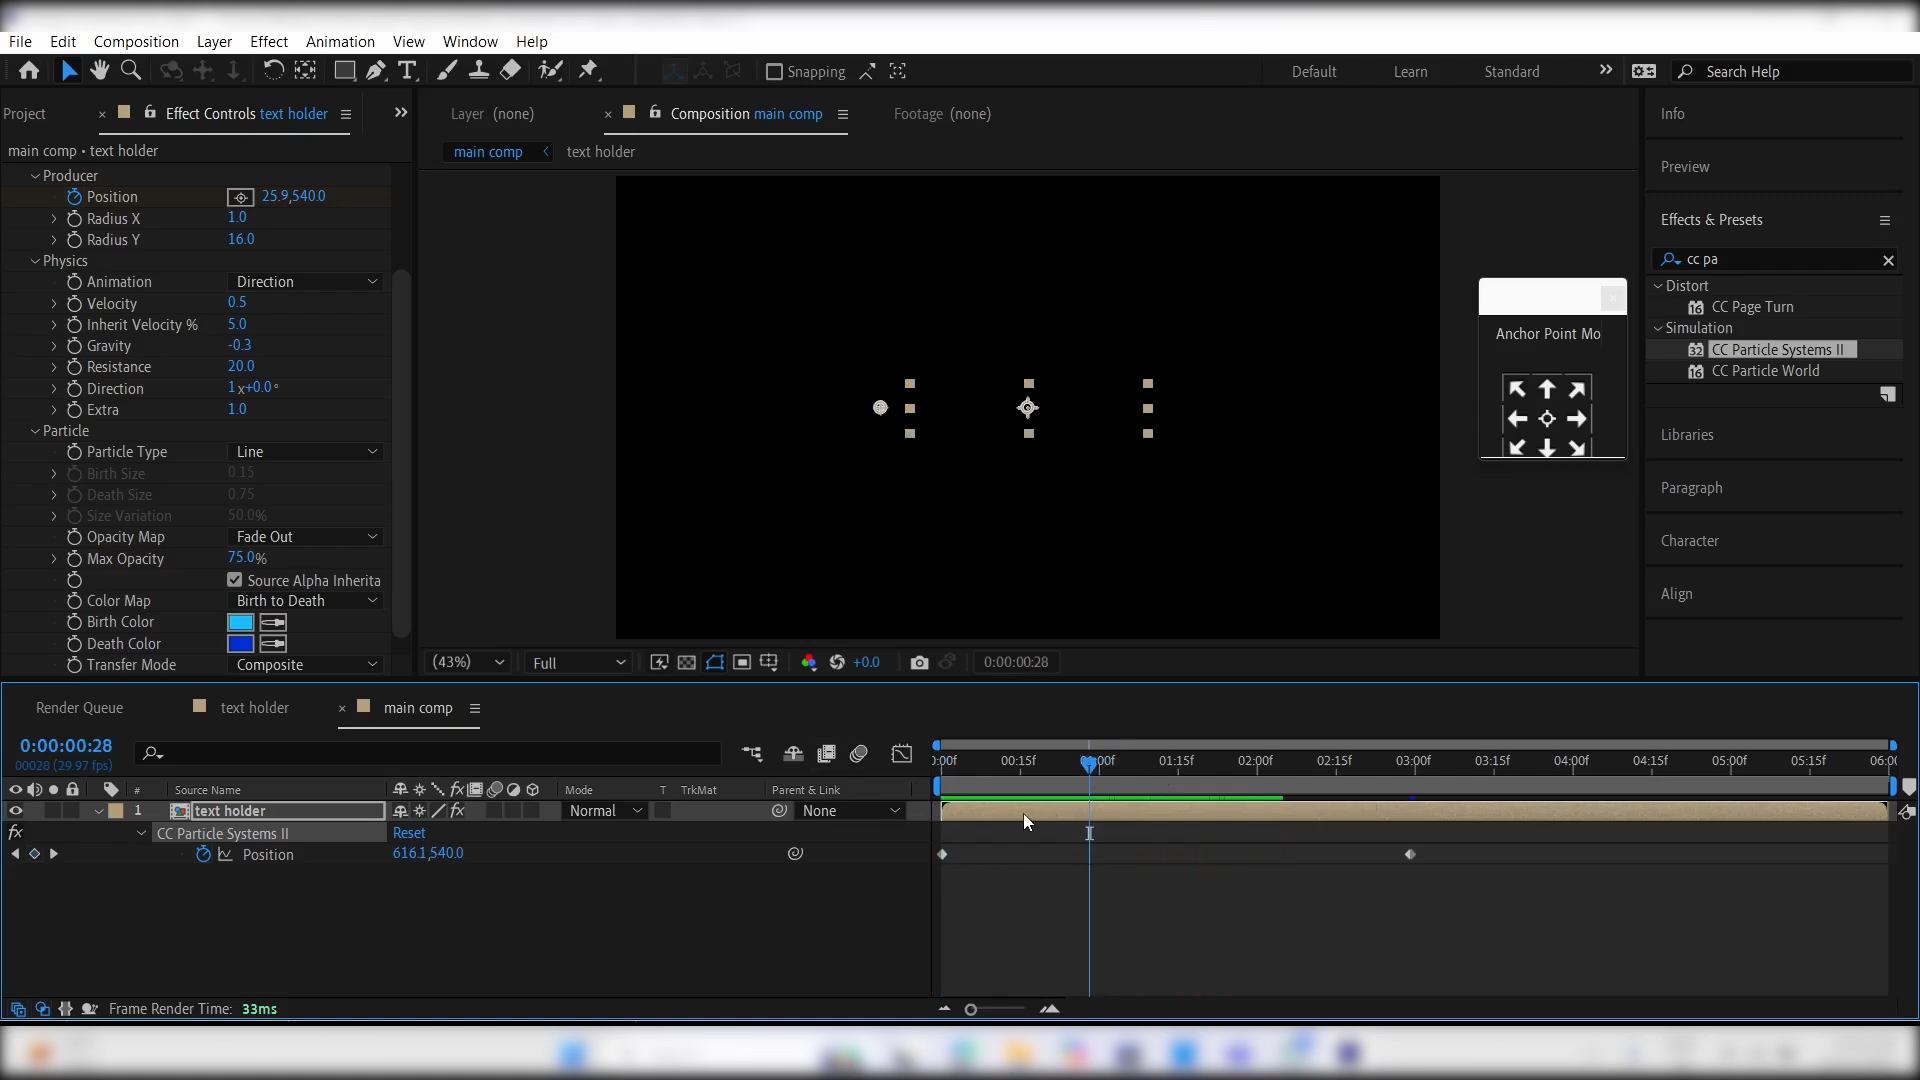 File Edit Composition Layer Effect Animation View Window Help
Snapping Default Learn Standard Search Help
Project Effect Controls text holder
Layer (none) Composition main comp Footage (none)
main comp • text holder
main comp text holder
Producer
Position 25.9,540.0
Radius X 1.0
Radius Y 16.0
Physics
Animation Direction
Velocity 0.5
Inherit Velocity % 5.0
Gravity -0.3
Resistance 20.0
Direction 1x+0.0°
Extra 1.0
Particle
Particle Type Line
Birth Size 0.15
Death Size 0.75
Size Variation 50.0%
Opacity Map Fade Out
Max Opacity 75.0%
Source Alpha Inherita
Color Map Birth to Death
Birth Color
Death Color
Transfer Mode Composite
Anchor Point Mo
(43%) Full +0.0 0:00:00:28
Info
Preview
Effects & Presets
cc pa
Distort
16 CC Page Turn
Simulation
32 CC Particle Systems II
16 CC Particle World
Libraries
Paragraph
Character
Align
Render Queue text holder main comp
0:00:00:28
00028 (29.97 fps)
0:00f 00:15f 01:00f 01:15f 02:00f 02:15f 03:00f 03:15f 04:00f 04:15f 05:00f 05:15f 06:00
# Source Name fx Mode T TrkMat Parent & Link
1 text holder fx Normal None
fx CC Particle Systems II Reset
Position 616.1,540.0
Frame Render Time: 33ms